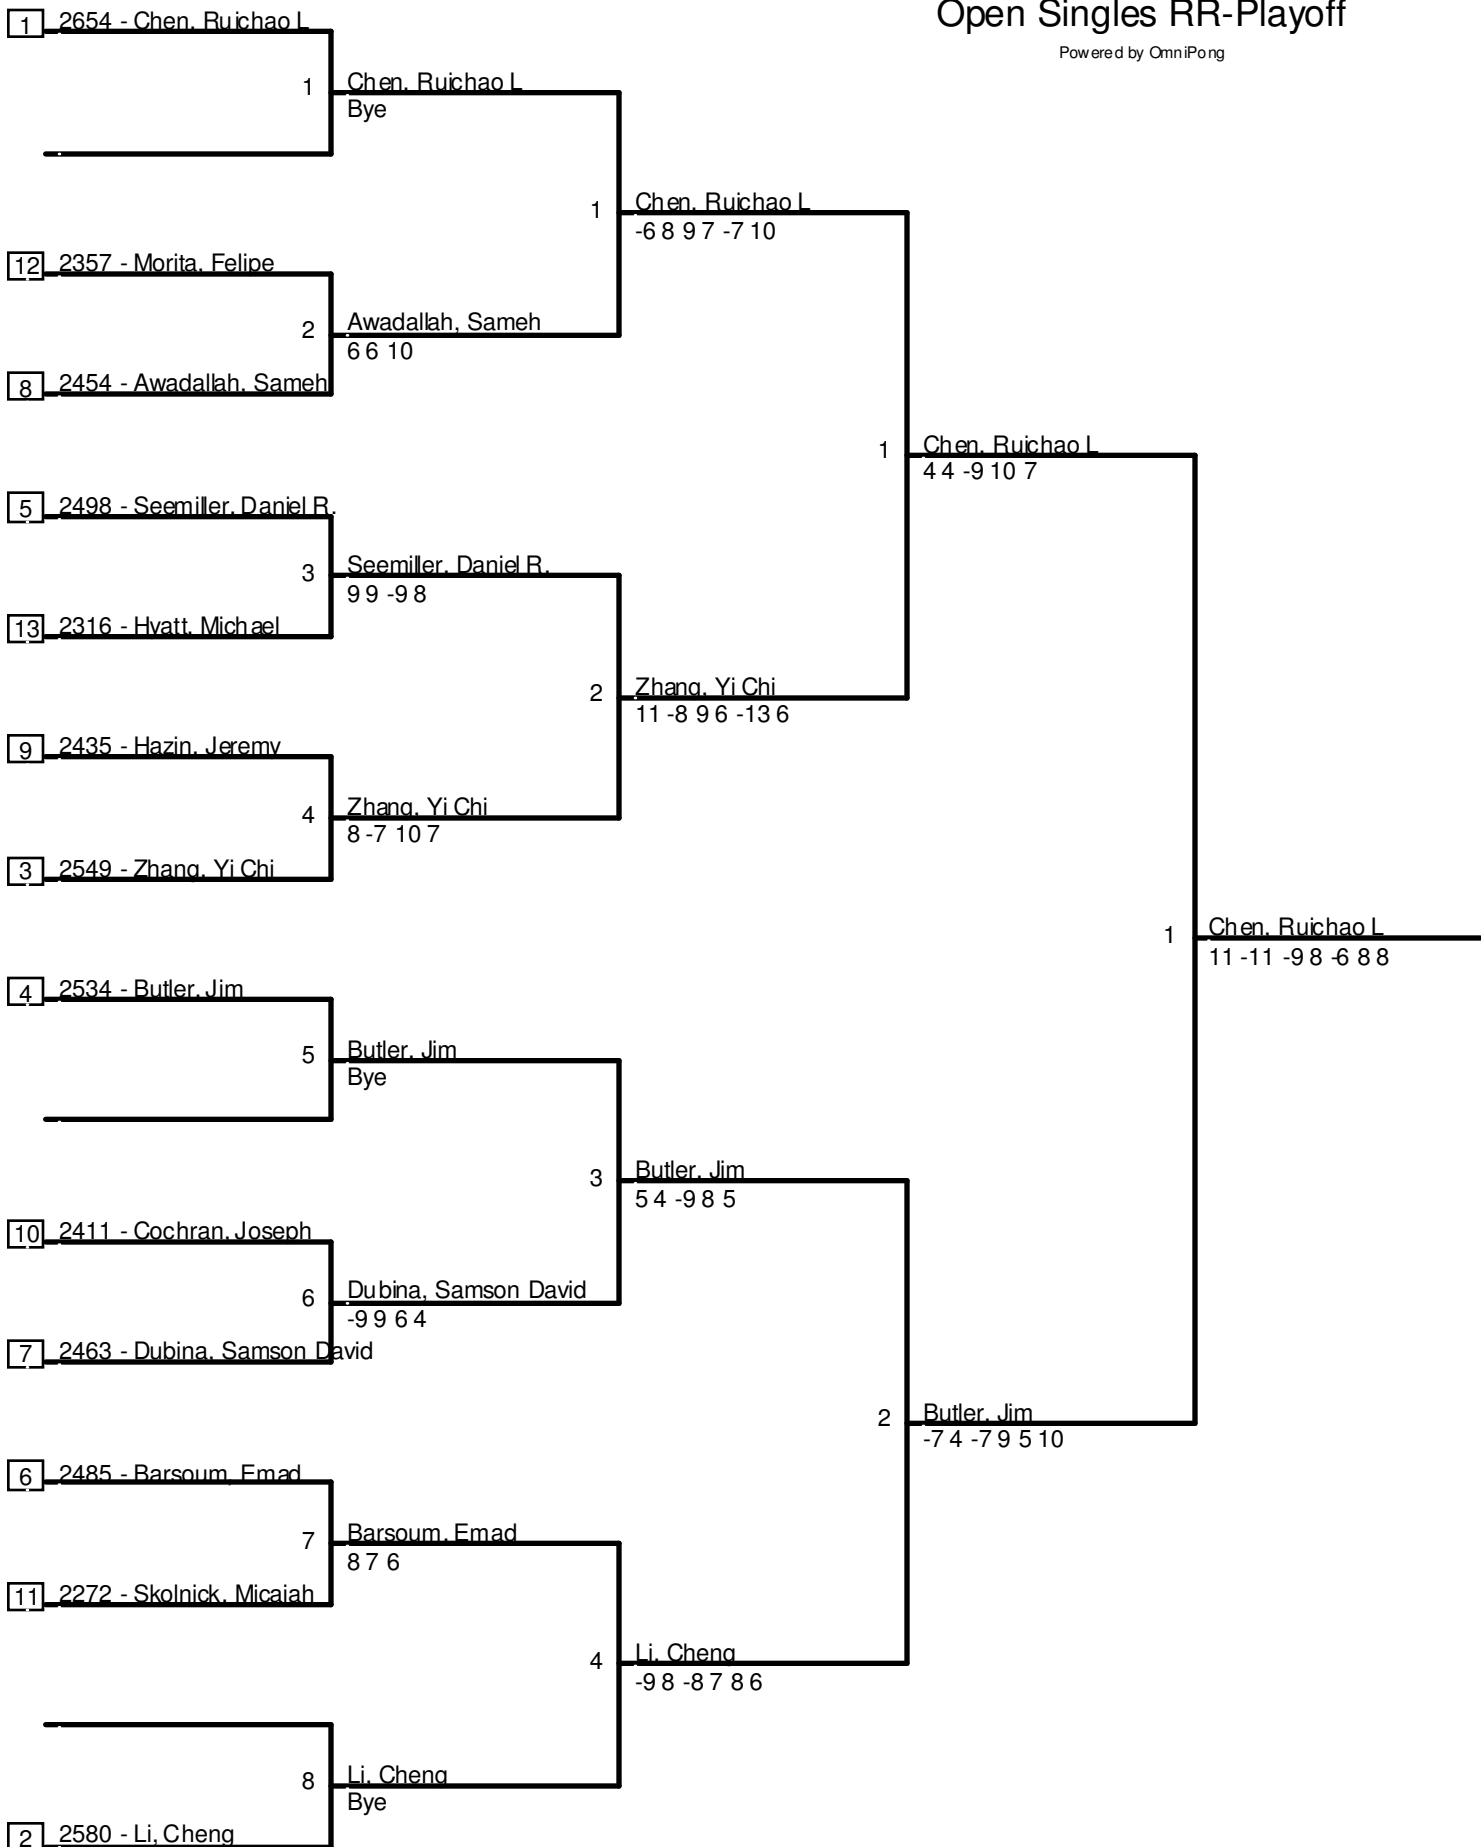 Open Singles RR-Playoff
Powered by OmniPong
1 2654 - Chen, Ruichao L
1 Chen, Ruichao L
Bye
1 Chen, Ruichao L
-6 8 9 7 -7 10
12 2357 - Morita, Felipe
2 Awadallah, Sameh
6 6 10
8 2454 - Awadallah, Sameh
1 Chen, Ruichao L
4 4 -9 10 7
5 2498 - Seemiller, Daniel R.
3 Seemiller, Daniel R.
9 9 -9 8
13 2316 - Hyatt, Michael
2 Zhang, Yi Chi
11 -8 9 6 -13 6
9 2435 - Hazin, Jeremy
4 Zhang, Yi Chi
8 -7 10 7
3 2549 - Zhang, Yi Chi
1 Chen, Ruichao L
11 -11 -9 8 -6 8 8
4 2534 - Butler, Jim
5 Butler, Jim
Bye
3 Butler, Jim
5 4 -9 8 5
10 2411 - Cochran, Joseph
6 Dubina, Samson David
-9 9 6 4
7 2463 - Dubina, Samson David
2 Butler, Jim
-7 4 -7 9 5 10
6 2485 - Barsoum, Emad
7 Barsoum, Emad
8 7 6
11 2272 - Skolnick, Micaiah
4 Li, Cheng
-9 8 -8 7 8 6
8 Li, Cheng
Bye
2 2580 - Li, Cheng